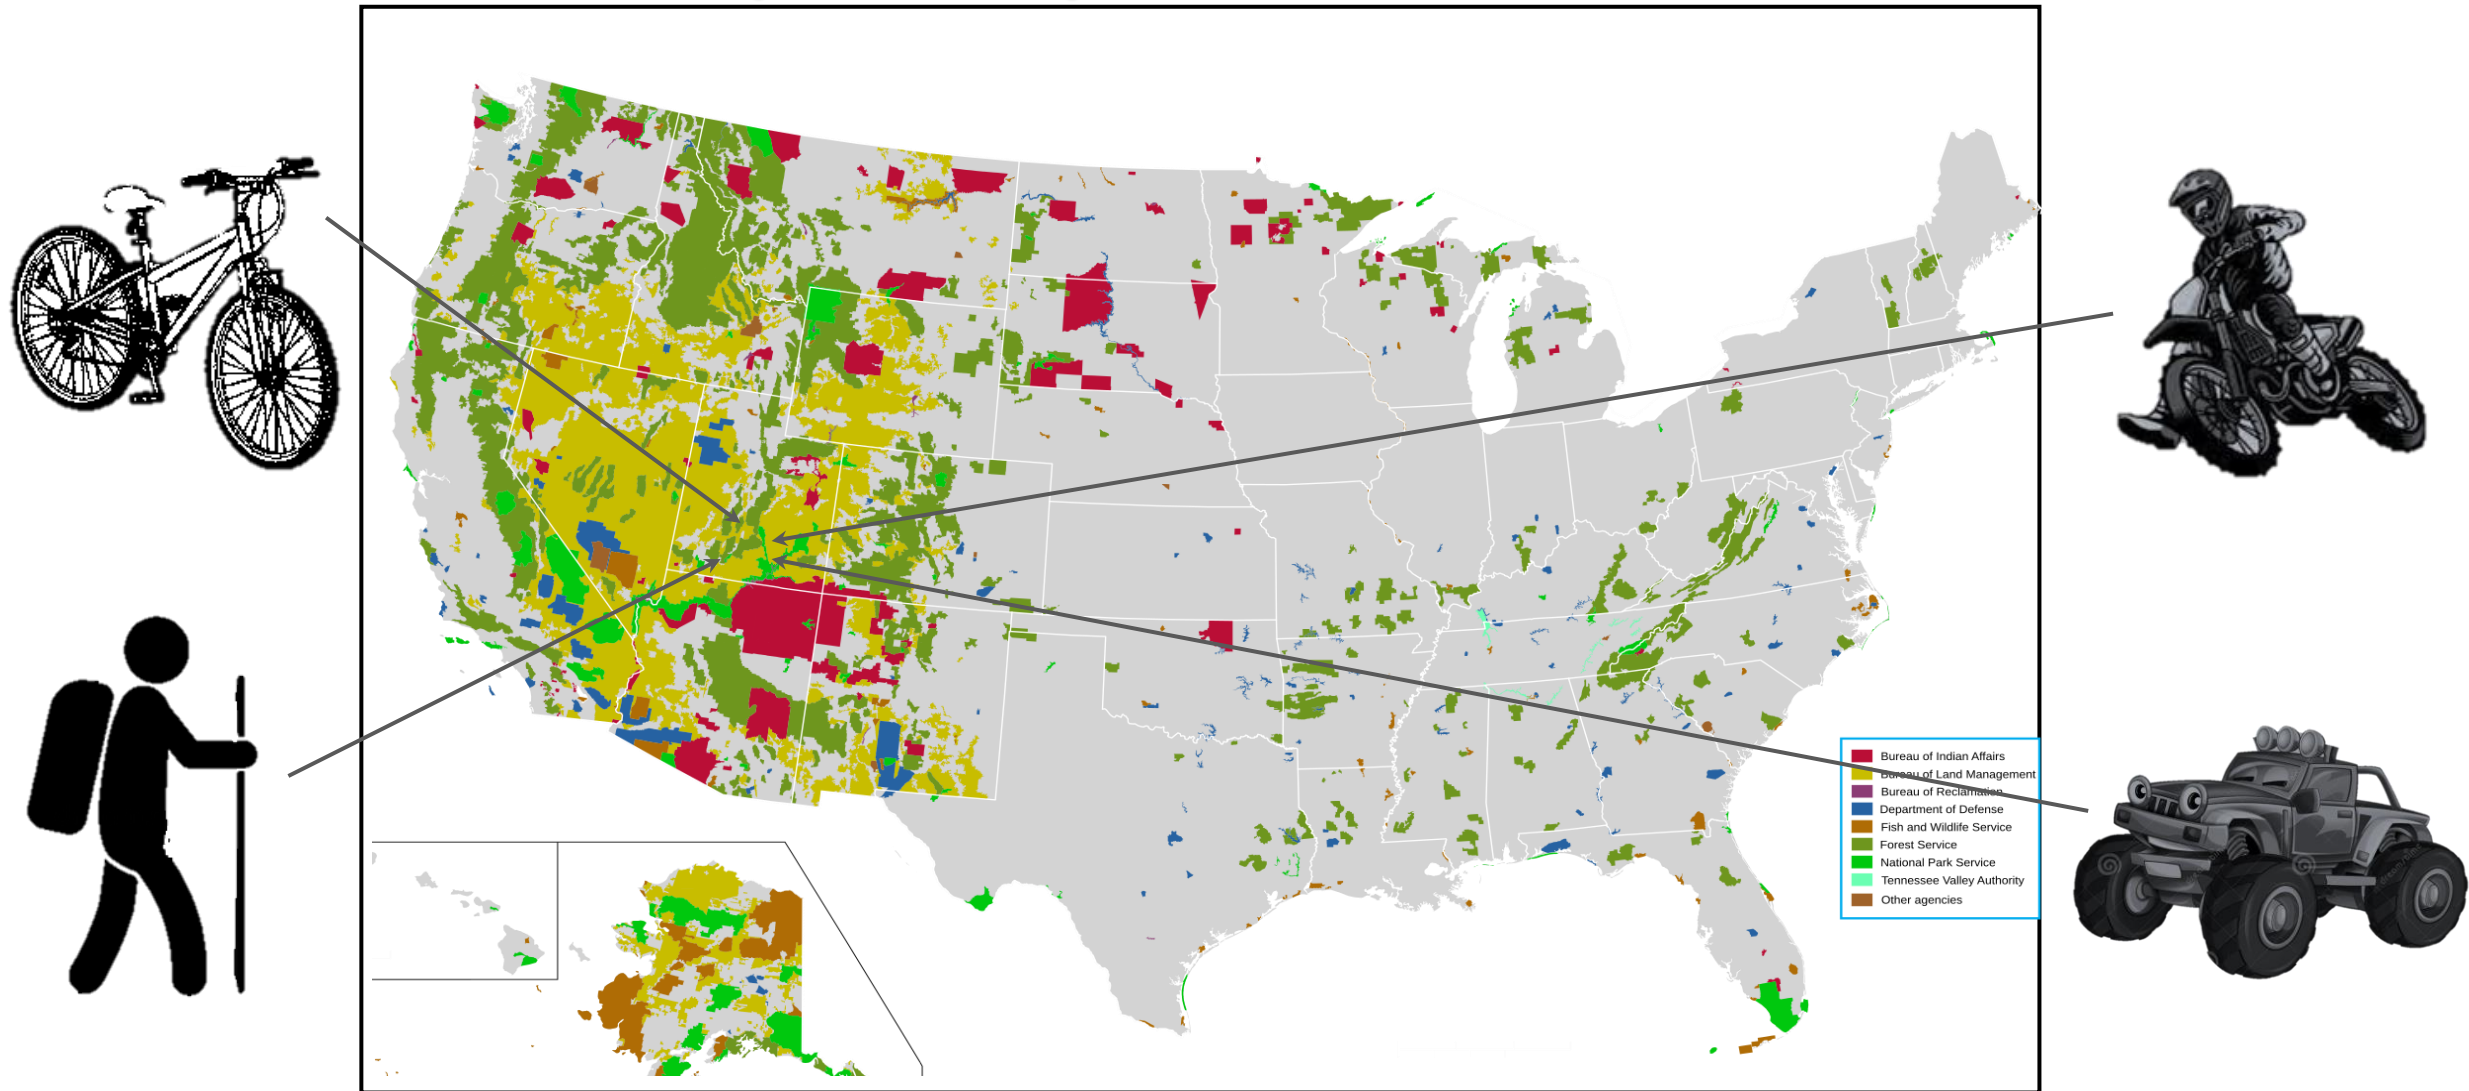 Bureau of Indian Affairs
Bureau of Land Management
Bureau of Reclamation
Department of Defense
Fish and Wildlife Service
Forest Service
National Park Service
Tennessee Valley Authority
Other agencies